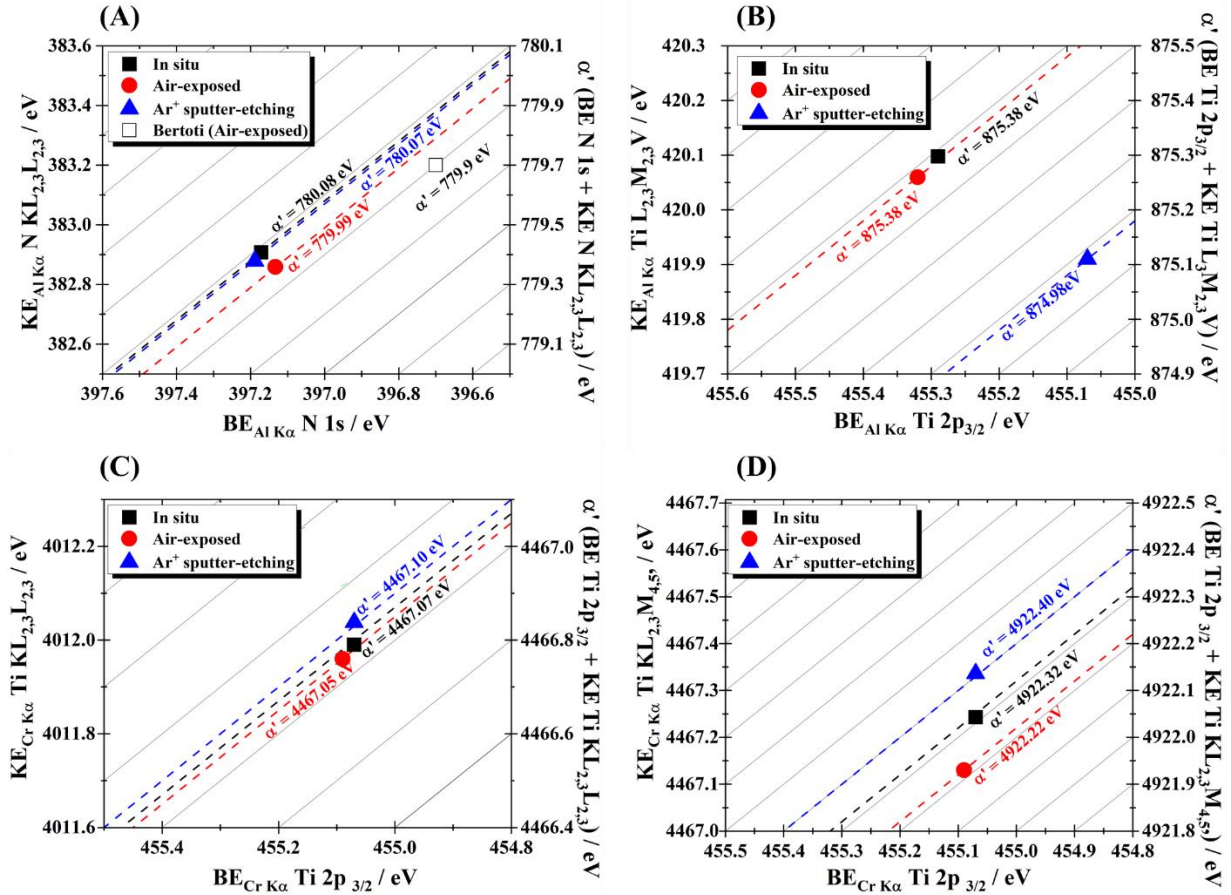 (A)
383.6
383.4
383.2
383.0
382.8
382.6
KE Al Kα N KL2,3L2,3 / eV
In situ
Air-exposed
Ar+ sputter-etching
Bertoti (Air-exposed)
α' = 780.08 eV
α' = 780.07 eV
α' = 779.99 eV
α' = 779.9 eV
780.1
779.9
779.7
779.5
779.3
779.1
α' (BE N 1s + KE N KL2,3L2,3) / eV
397.6 397.4 397.2 397.0 396.8 396.6
BE Al Kα N 1s / eV
(B)
420.3
420.2
420.1
420.0
419.9
419.8
419.7
KE Al Kα Ti L2,3M2,3V / eV
In situ
Air-exposed
Ar+ sputter-etching
α' = 875.38 eV
α' = 875.38 eV
α' = 874.98eV
875.5
875.4
875.3
875.2
875.1
875.0
874.9
α' (BE Ti 2p3/2 + KE Ti L2,3M2,3V) / eV
455.6 455.5 455.4 455.3 455.2 455.1 455.0
BE Al Kα Ti 2p3/2 / eV
(C)
4012.2
4012.0
4011.8
4011.6
KE Cr Kα Ti KL2,3L2,3 / eV
In situ
Air-exposed
Ar+ sputter-etching
α' = 4467.10 eV
α' = 4467.07 eV
α' = 4467.05 eV
4467.0
4466.8
4466.6
4466.4
α' (BE Ti 2p 3/2 + KE Ti KL2,3L2,3) / eV
455.4 455.2 455.0 454.8
BE Cr Kα Ti 2p 3/2 / eV
(D)
4467.7
4467.6
4467.5
4467.4
4467.3
4467.2
4467.1
4467.0
KE Cr Kα Ti KL2,3M4,5, / eV
In situ
Air-exposed
Ar+ sputter-etching
α' = 4922.40 eV
α' = 4922.32 eV
α' = 4922.22 eV
4922.5
4922.4
4922.3
4922.2
4922.1
4922.0
4921.9
4921.8
α' (BE Ti 2p 3/2 + KE Ti KL2,3M4,5,) / eV
455.5 455.4 455.3 455.2 455.1 455.0 454.9 454.8
BE Cr Kα Ti 2p 3/2 / eV